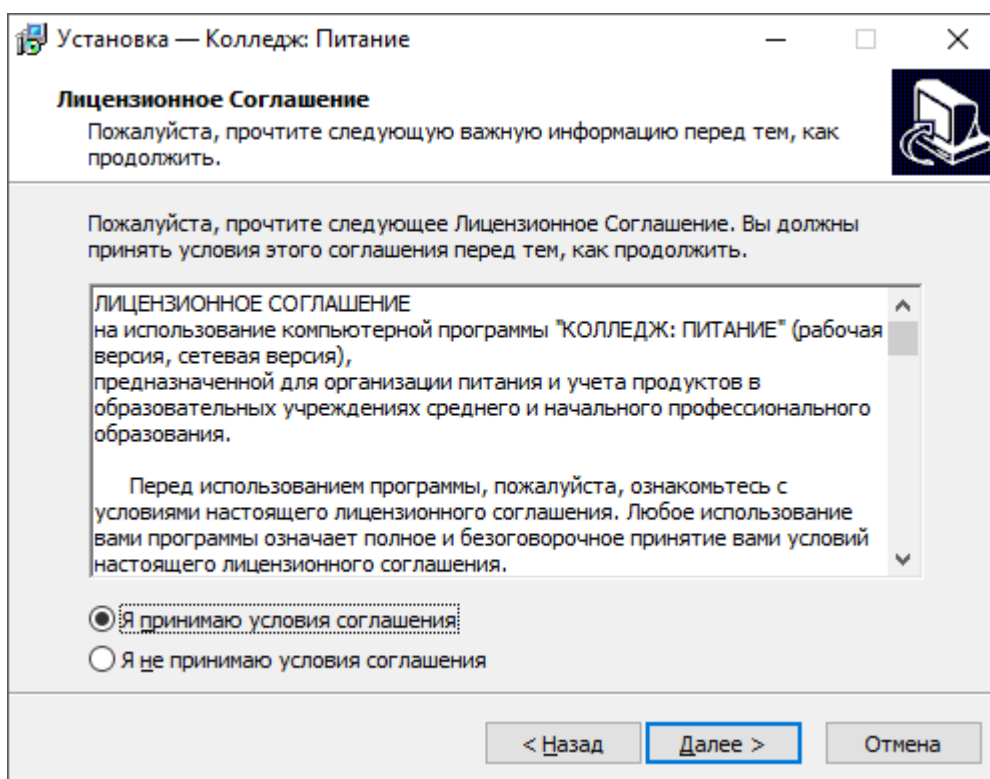 Установка — Колледж: Питание
Лицензионное Соглашение
Пожалуйста, прочтите следующую важную информацию перед тем, как
продолжить.
Пожалуйста, прочтите следующее Лицензионное Соглашение. Вы должны
принять условия этого соглашения перед тем, как продолжить.
ЛИЦЕНЗИОННОЕ СОГЛАШЕНИЕ
на использование компьютерной программы "КОЛЛЕДЖ: ПИТАНИЕ" (рабочая
версия, сетевая версия),
предназначенной для организации питания и учета продуктов в
образовательных учреждениях среднего и начального профессионального
образования.
Перед использованием программы, пожалуйста, ознакомьтесь с
условиями настоящего лицензионного соглашения. Любое использование
вами программы означает полное и безоговорочное принятие вами условий
настоящего лицензионного соглашения.
Я принимаю условия соглашения
Я не принимаю условия соглашения
< Назад Далее > Отмена